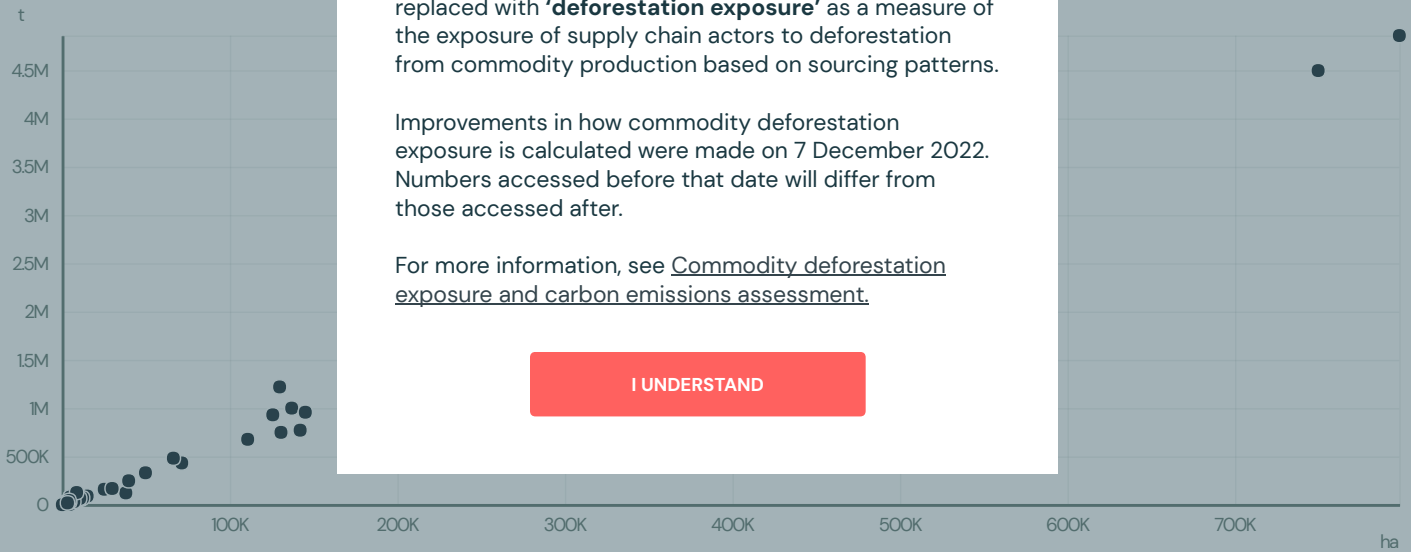 t
replaced with ‘deforestation exposure’ as a measure of
the exposure of supply chain actors to deforestation
from commodity production based on sourcing patterns.
Improvements in how commodity deforestation
exposure is calculated were made on 7 December 2022.
Numbers accessed before that date will differ from
those accessed after.
For more information, see Commodity deforestation
exposure and carbon emissions assessment.
I UNDERSTAND
4.5M
4M
3.5M
3M
2.5M
2M
1.5M
1M
500K
0
100K
200K
300K
400K
500K
600K
700K
ha